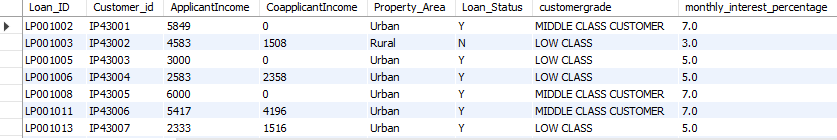 Loan_ID Customer_id ApplicantIncome CoapplicantIncome Property_Area Loan_Status customergrade monthly_interest_percentage
LP001002 IP43001 5849 0 Urban Y MIDDLE CLASS CUSTOMER 7.0
LP001003 IP43002 4583 1508 Rural N LOW CLASS 3.0
LP001005 IP43003 3000 0 Urban Y LOW CLASS 5.0
LP001006 IP43004 2583 2358 Urban Y LOW CLASS 5.0
LP001008 IP43005 6000 0 Urban Y MIDDLE CLASS CUSTOMER 7.0
LP001011 IP43006 5417 4196 Urban Y MIDDLE CLASS CUSTOMER 7.0
LP001013 IP43007 2333 1516 Urban Y LOW CLASS 5.0